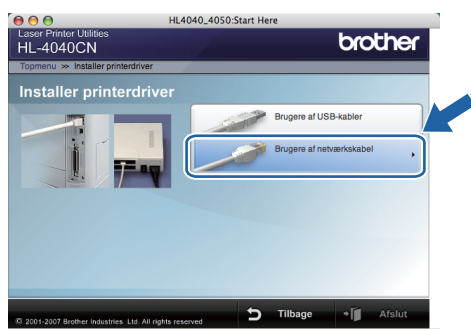 HL4040_4050:Start Here
Laser Printer Utilities
HL-4040CN
brother
Topmenu >> Installer printerdriver
Installer printerdriver
Brugere af USB-kabler
Brugere af netværkskabel
© 2001-2007 Brother Industries Ltd. All rights reserved
Tilbage
Afslut